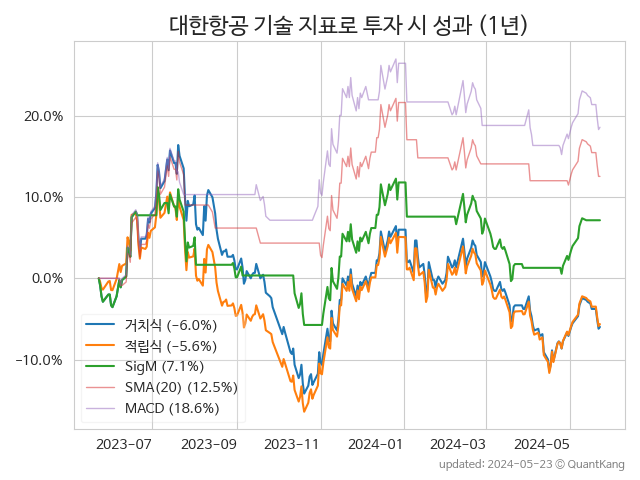 대한항공 기술 지표로 투자 시 성과 (1년)
20.0%
10.0%
0.0%
−10.0%
거치식 (−6.0%)
적립식 (−5.6%)
SigM (7.1%)
SMA(20) (12.5%)
MACD (18.6%)
2023−07 2023−09 2023−11 2024−01 2024−03 2024−05
updated: 2024-05-23 © QuantKang